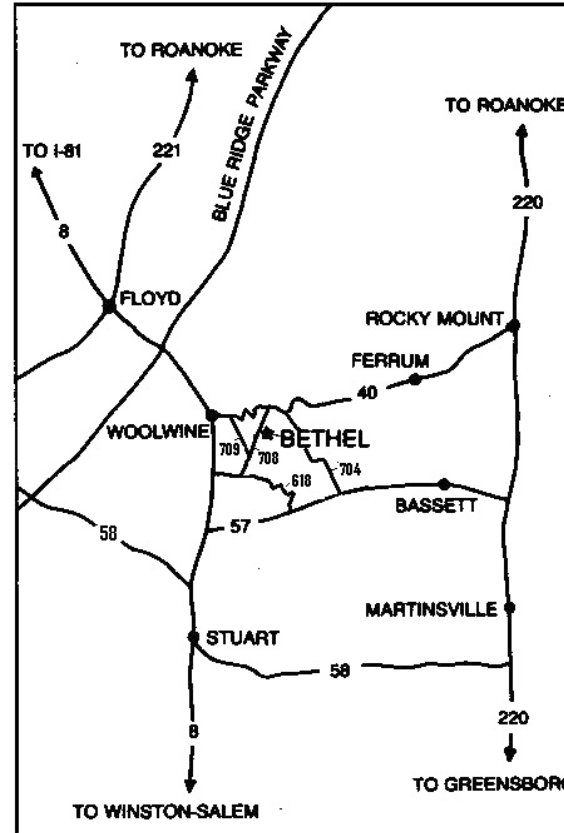 TO ROANOKE
BLUE RIDGE PARKWAY
TO ROANOKE
TO I-81
221
220
8
FLOYD
ROCKY MOUNT
FERRUM
40
WOOLWINE
BETHEL
709
708
618
704
BASSETT
58
57
MARTINSVILLE
STUART
58
8
220
TO GREENSBORO
TO WINSTON-SALEM